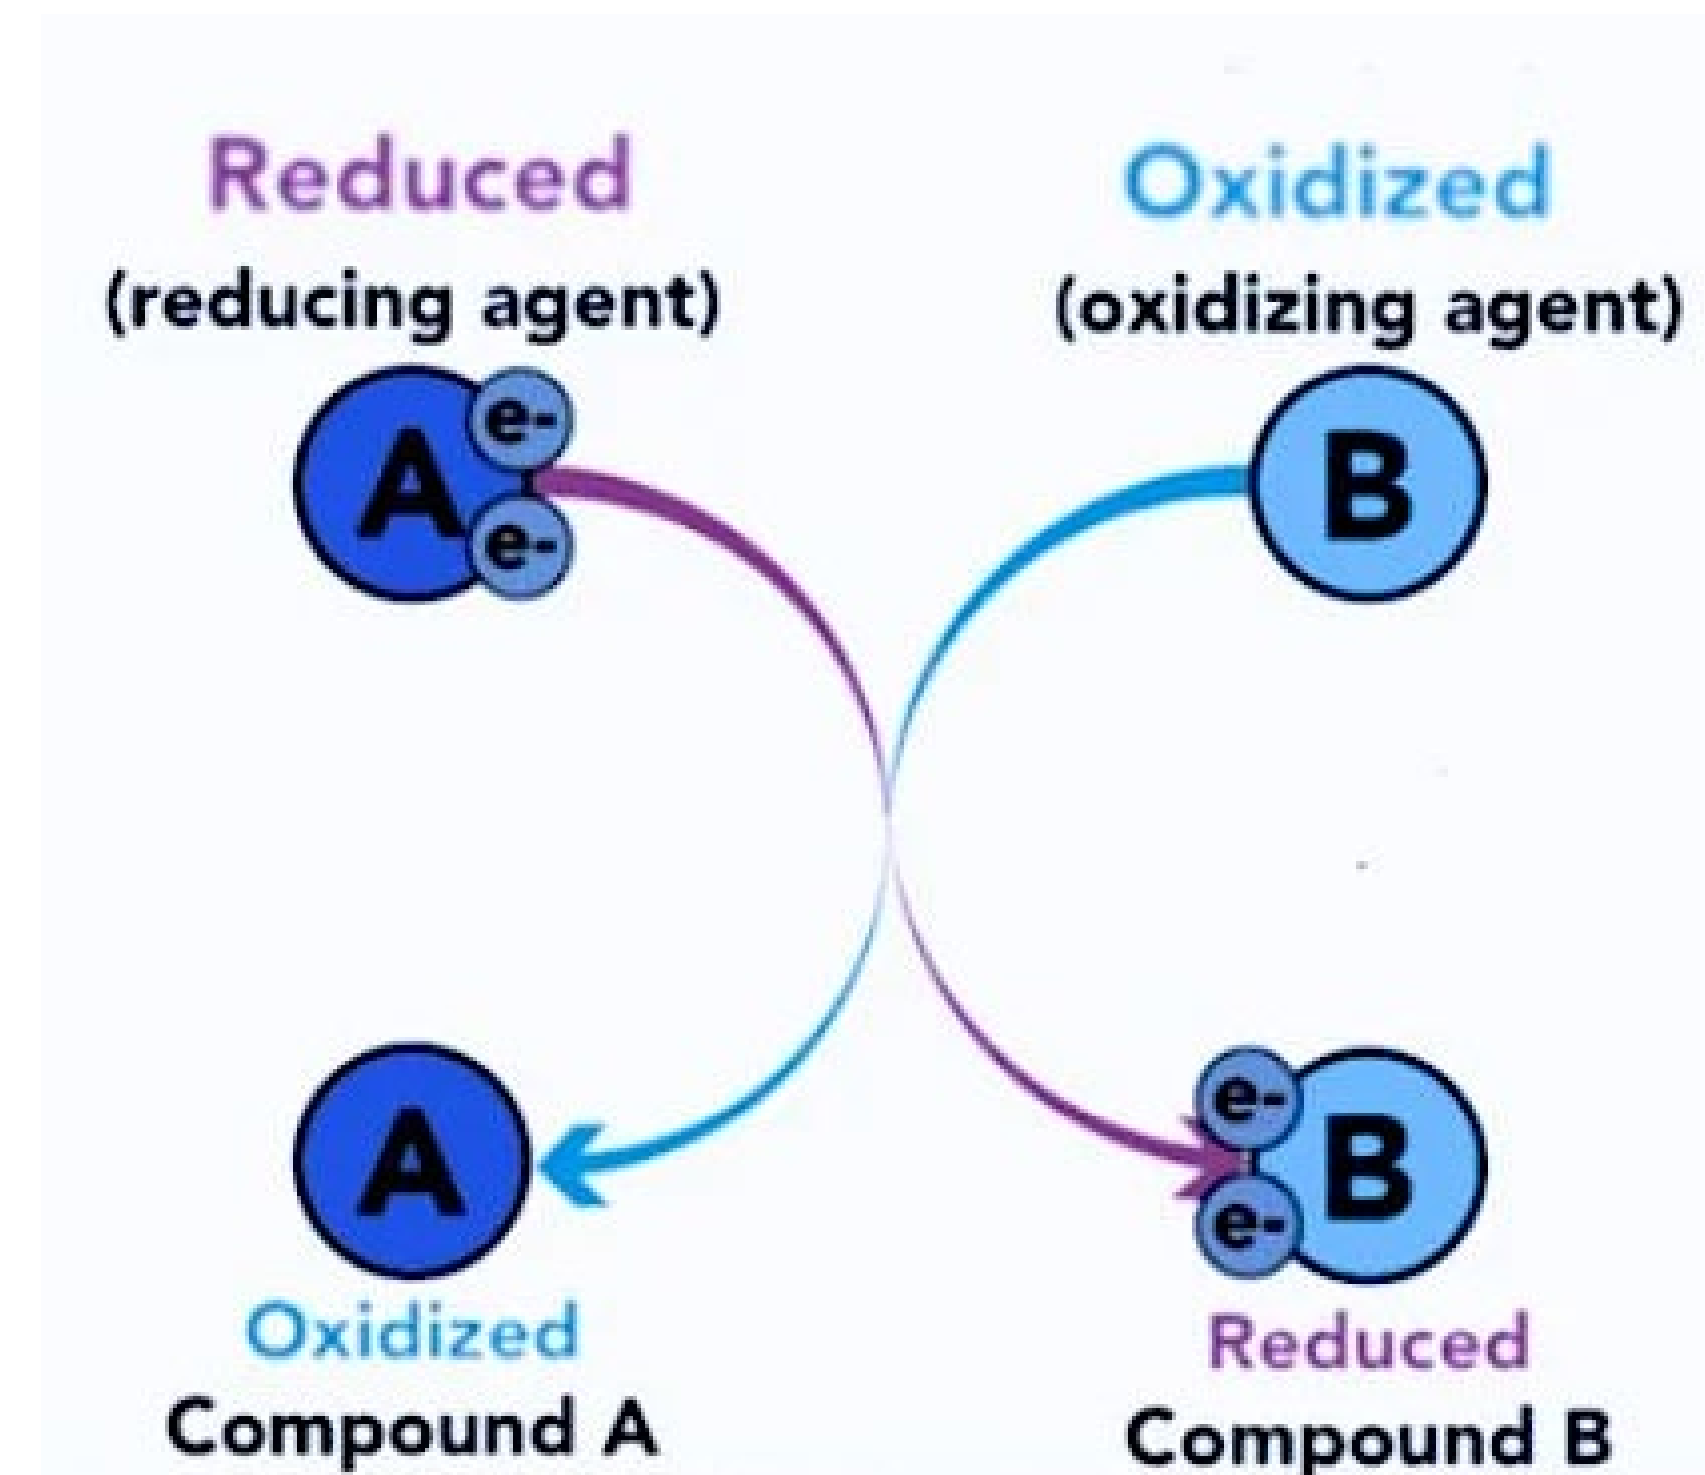 Reduced
(reducing agent)
Oxidized
(oxidizing agent)
A
e-
e-
B
A
e-
e-
B
Oxidized
Compound A
Reduced
Compound B